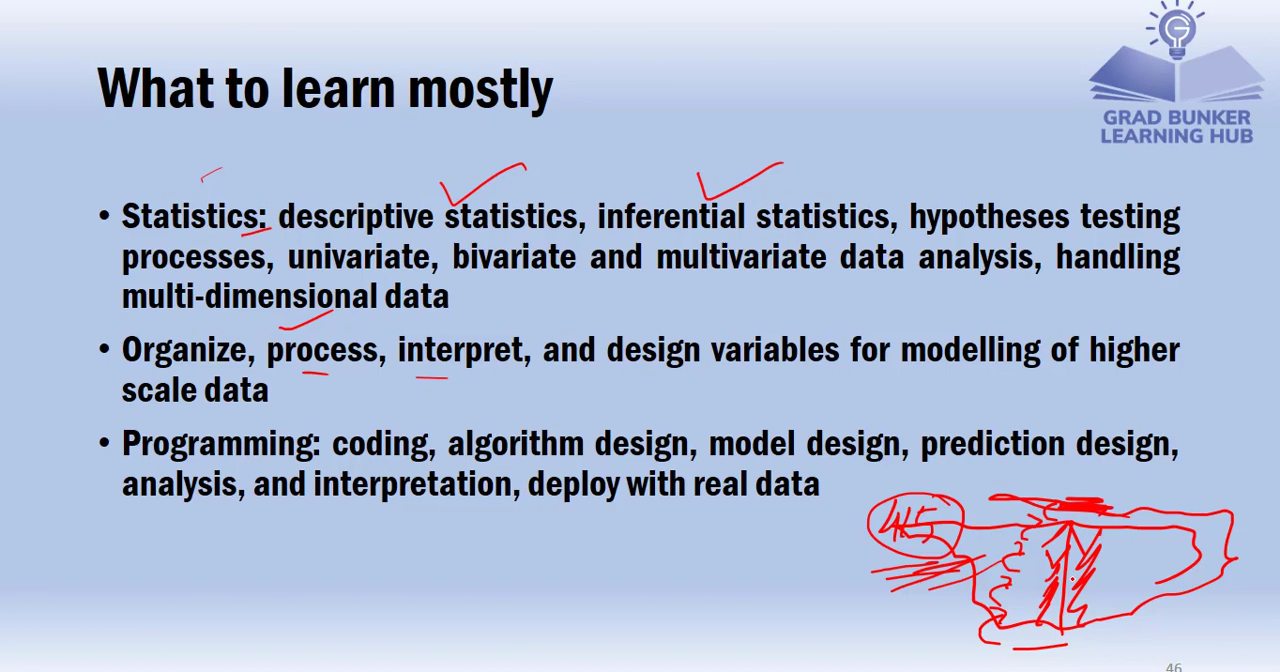 What to learn mostly
GRAD BUNKER
LEARNING HUB
• Statistics: descriptive statistics, inferential statistics, hypotheses testing
processes, univariate, bivariate and multivariate data analysis, handling
multi-dimensional data
• Organize, process, interpret, and design variables for modelling of higher
scale data
• Programming: coding, algorithm design, model design, prediction design,
analysis, and interpretation, deploy with real data
46